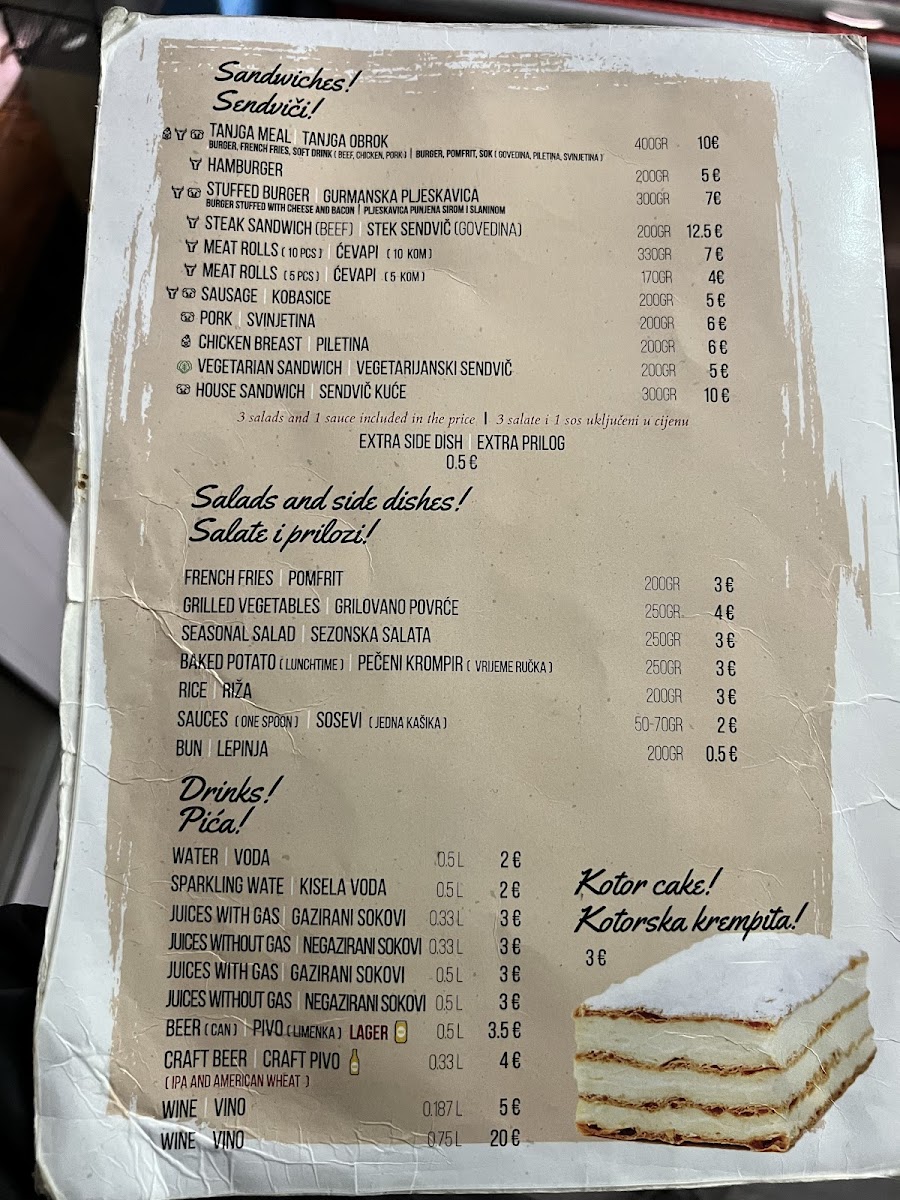 Sandwiches!
Sendviči!
TANJGA MEAL | TANJGA OBROK 400GR 10€
BURGER, FRENCH FRIES, SOFT DRINK ( BEEF, CHICKEN, PORK ) | BURGER, POMFRIT, SOK ( GOVEDINA, PILETINA, SVINJETINA )
HAMBURGER 200GR 5€
STUFFED BURGER | GURMANSKA PLJESKAVICA 300GR 7€
BURGER STUFFED WITH CHEESE AND BACON | PLJESKAVICA PUNJENA SIROM I SLANINOM
STEAK SANDWICH (BEEF) | STEK SENDVIČ (GOVEDINA) 200GR 12.5 €
MEAT ROLLS ( 10 PCS ) | ĆEVAPI ( 10 KOM ) 330GR 7 €
MEAT ROLLS ( 5 PCS ) | ĆEVAPI ( 5 KOM ) 170GR 4€
SAUSAGE | KOBASICE 200GR 5 €
PORK | SVINJETINA 200GR 6 €
CHICKEN BREAST | PILETINA 200GR 6 €
VEGETARIAN SANDWICH | VEGETARIJANSKI SENDVIČ 200GR 5 €
HOUSE SANDWICH | SENDVIČ KUĆE 300GR 10 €
3 salads and 1 sauce included in the price | 3 salate i 1 sos uključeni u cijenu
EXTRA SIDE DISH | EXTRA PRILOG
0.5 €
Salads and side dishes!
Salate i prilozi!
FRENCH FRIES | POMFRIT 200GR 3 €
GRILLED VEGETABLES | GRILOVANO POVRĆE 250GR 4 €
SEASONAL SALAD | SEZONSKA SALATA 250GR 3 €
BAKED POTATO ( LUNCHTIME ) | PEČENI KROMPIR ( VRIJEME RUČKA ) 250GR 3 €
RICE | RIŽA 200GR 3 €
SAUCES ( ONE SPOON ) | SOSEVI ( JEDNA KAŠIKA ) 50-70GR 2 €
BUN | LEPINJA 200GR 0.5 €
Drinks!
Pića!
WATER | VODA 0.5 L 2 €
SPARKLING WATE | KISELA VODA 0.5 L 2 €
JUICES WITH GAS | GAZIRANI SOKOVI 0.33 L 3 €
JUICES WITHOUT GAS | NEGAZIRANI SOKOVI 0.33 L 3 €
JUICES WITH GAS | GAZIRANI SOKOVI 0.5 L 3 €
JUICES WITHOUT GAS | NEGAZIRANI SOKOVI 0.5 L 3 €
BEER ( CAN ) | PIVO ( LIMENKA ) LAGER 0.5 L 3.5 €
CRAFT BEER | CRAFT PIVO 0.33 L 4 €
( IPA AND AMERICAN WHEAT )
WINE | VINO 0.187 L 5 €
WINE | VINO 0.75 L 20 €
Kotor cake!
Kotorska krempita!
3 €